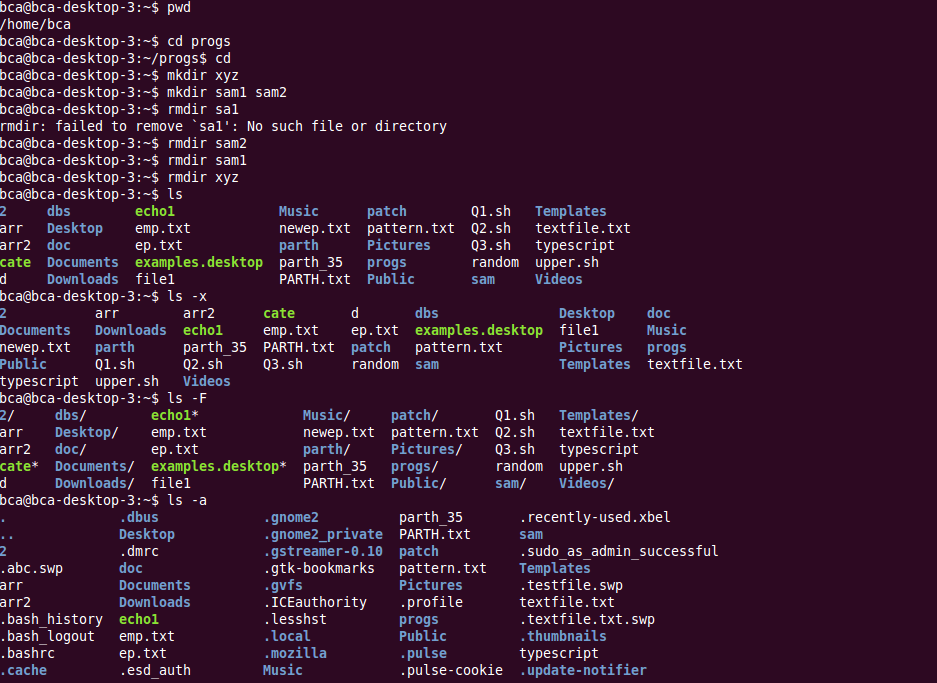 bca@bca-desktop-3:~$ pwd
/home/bca
bca@bca-desktop-3:~$ cd progs
bca@bca-desktop-3:~/progs$ cd
bca@bca-desktop-3:~$ mkdir xyz
bca@bca-desktop-3:~$ mkdir sam1 sam2
bca@bca-desktop-3:~$ rmdir sa1
rmdir: failed to remove `sa1': No such file or directory
bca@bca-desktop-3:~$ rmdir sam2
bca@bca-desktop-3:~$ rmdir sam1
bca@bca-desktop-3:~$ rmdir xyz
bca@bca-desktop-3:~$ ls
2     dbs        echo1             Music      patch        Q1.sh   Templates
arr   Desktop    emp.txt           newep.txt  pattern.txt  Q2.sh   textfile.txt
arr2  doc        ep.txt            parth      Pictures     Q3.sh   typescript
cate  Documents  examples.desktop  parth_35   progs        random  upper.sh
d     Downloads  file1             PARTH.txt  Public       sam     Videos
bca@bca-desktop-3:~$ ls -x
2           arr        arr2      cate       d       dbs               Desktop    doc
Documents   Downloads  echo1     emp.txt    ep.txt  examples.desktop  file1      Music
newep.txt   parth      parth_35  PARTH.txt  patch   pattern.txt       Pictures   progs
Public      Q1.sh      Q2.sh     Q3.sh      random  sam               Templates  textfile.txt
typescript  upper.sh   Videos
bca@bca-desktop-3:~$ ls -F
2/     dbs/        echo1*             Music/     patch/       Q1.sh   Templates/
arr    Desktop/    emp.txt            newep.txt  pattern.txt  Q2.sh   textfile.txt
arr2   doc/        ep.txt             parth/     Pictures/    Q3.sh   typescript
cate*  Documents/  examples.desktop*  parth_35   progs/       random  upper.sh
d      Downloads/  file1              PARTH.txt  Public/      sam/    Videos/
bca@bca-desktop-3:~$ ls -a
.              .dbus      .gnome2          parth_35       .recently-used.xbel
..             Desktop    .gnome2_private  PARTH.txt      sam
2              .dmrc      .gstreamer-0.10  patch          .sudo_as_admin_successful
.abc.swp       doc        .gtk-bookmarks   pattern.txt    Templates
arr            Documents  .gvfs            Pictures       .testfile.swp
arr2           Downloads  .ICEauthority    .profile       textfile.txt
.bash_history  echo1      .lesshst         progs          .textfile.txt.swp
.bash_logout   emp.txt    .local           Public         .thumbnails
.bashrc        ep.txt     .mozilla         .pulse         typescript
.cache         .esd_auth  Music            .pulse-cookie  .update-notifier